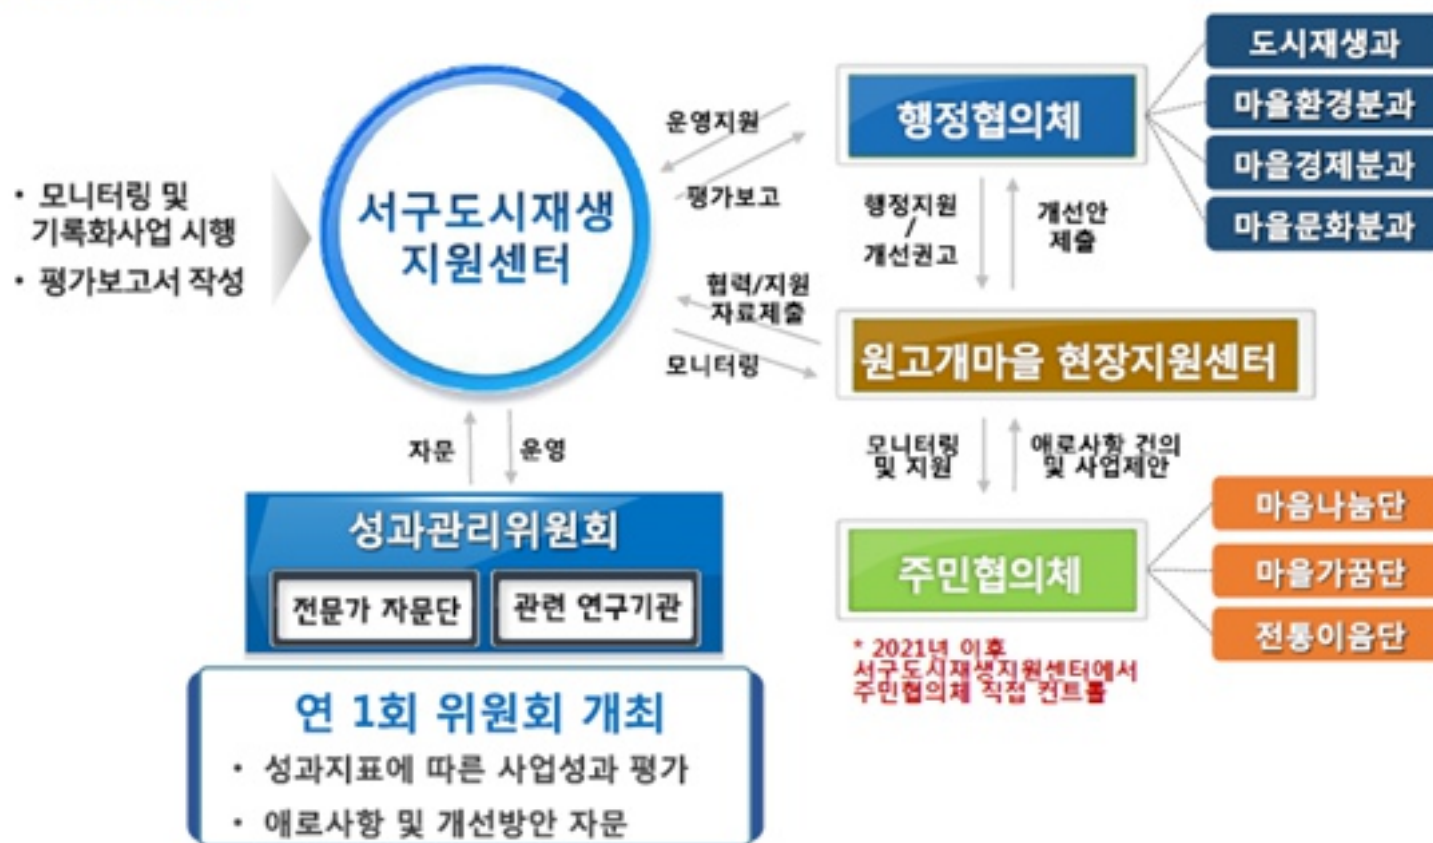 • 모니터링 및
기록화사업 시행
• 평가보고서 작성
서구도시재생
지원센터
운영지원
평가보고
협력/지원
자료제출
모니터링
행정협의체
도시재생과
마을환경분과
마을경제분과
마을문화분과
행정지원
/
개선권고
개선안
제출
원고개마을 현장지원센터
모니터링
및 지원
애로사항 건의
및 사업제안
주민협의체
마음나눔단
마을가꿈단
전통이음단
* 2021년 이후
서구도시재생지원센터에서
주민협의체 직접 컨트롤
자문
운영
성과관리위원회
전문가 자문단
관련 연구기관
연 1회 위원회 개최
• 성과지표에 따른 사업성과 평가
• 애로사항 및 개선방안 자문